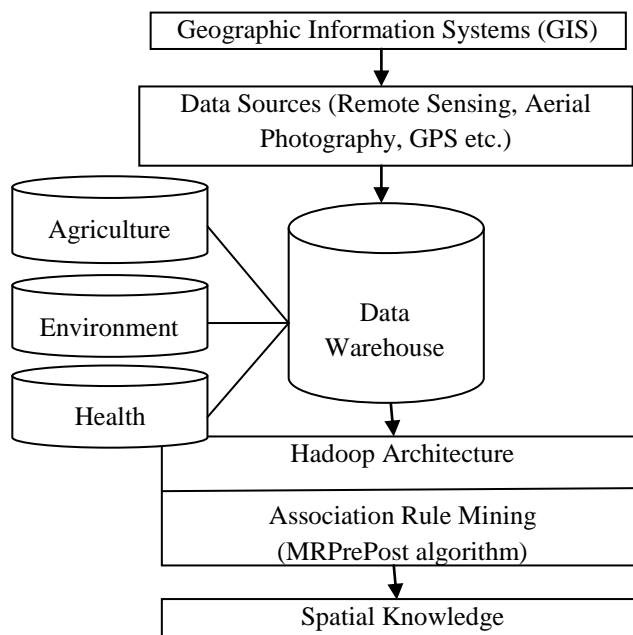 Geographic Information Systems (GIS)
Data Sources (Remote Sensing, Aerial
Photography, GPS etc.)
Agriculture
Environment
Health
Data
Warehouse
Hadoop Architecture
Association Rule Mining
(MRPrePost algorithm)
Spatial Knowledge